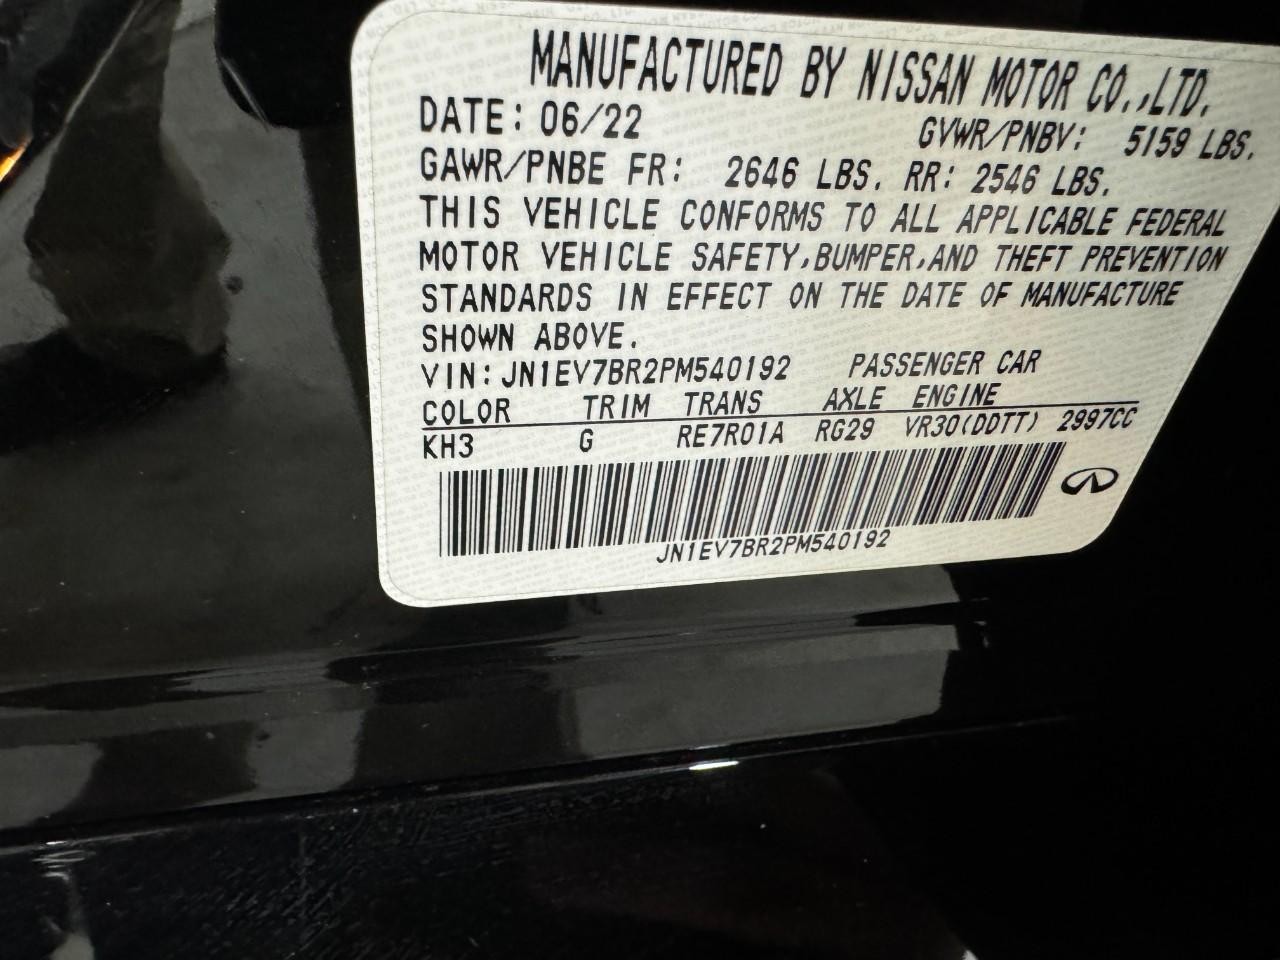 MANUFACTURED BY NISSAN MOTOR CO.,LTD.
DATE: 06/22 GVWR/PNBV: 5159 LBS.
GAWR/PNBE FR: 2646 LBS. RR: 2546 LBS.
THIS VEHICLE CONFORMS TO ALL APPLICABLE FEDERAL
MOTOR VEHICLE SAFETY,BUMPER,AND THEFT PREVENTION
STANDARDS IN EFFECT ON THE DATE OF MANUFACTURE
SHOWN ABOVE.
VIN:JN1EV7BR2PM540192 PASSENGER CAR
COLOR TRIM TRANS AXLE ENGINE
KH3 G RE7R01A RG29 VR30(DDTT) 2997CC
JN1EV7BR2PM540192